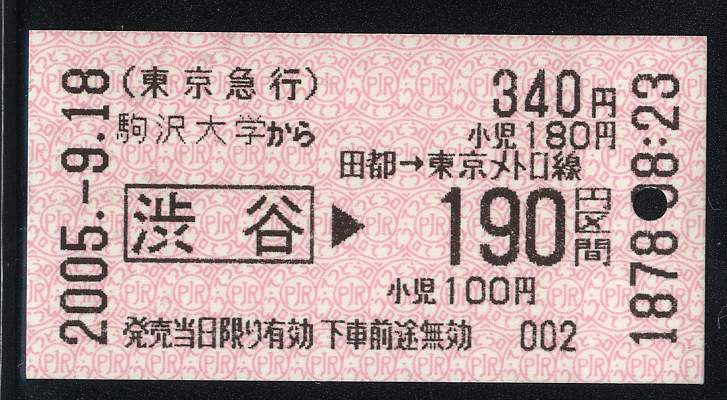 2005.-9.18
(東京急行)
駒沢大学から
340円
小児180円
田都→東京メトロ線
渋谷▶190円区間
小児100円
発売当日限り有効 下車前途無効 002
1878 08:23